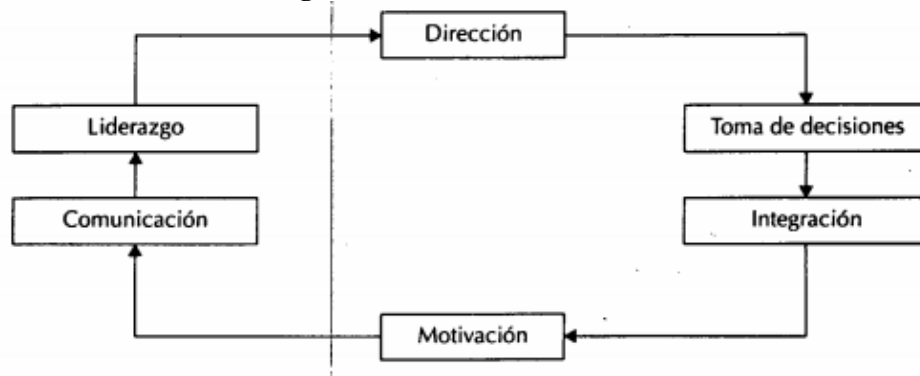 Dirección
Liderazgo
Toma de decisiones
Comunicación
Integración
Motivación